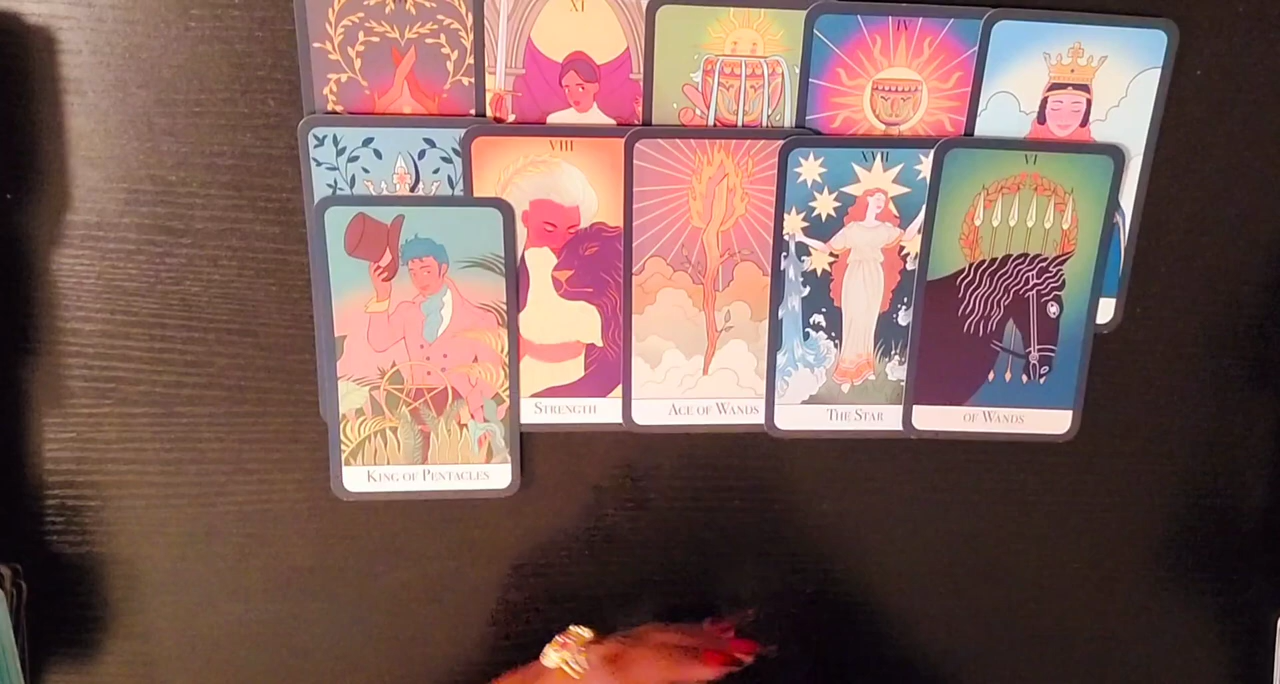 XI
IV
VIII
XVII
VI
STRENGTH
ACE OF WANDS
THE STAR
OF WANDS
KING OF PENTACLES